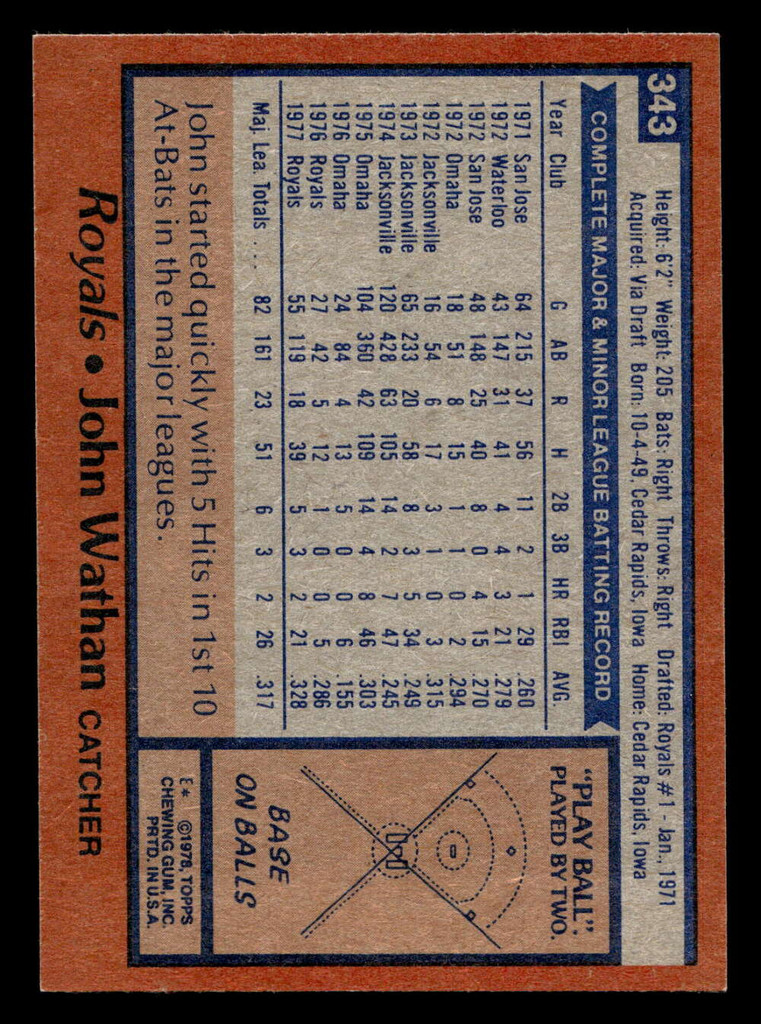 343
Height: 6'2" Weight: 205 Bats: Right Throws: Right Drafted: Royals #1 - Jan., 1971
Acquired: Via Draft Born: 10-4-49, Cedar Rapids, Iowa Home: Cedar Rapids, Iowa
COMPLETE MAJOR & MINOR LEAGUE BATTING RECORD
Year Club G AB R H 2B 3B HR RBI AVG.
1971 San Jose 64 215 37 56 11 2 1 29 .260
1972 Waterloo 43 147 31 41 4 4 3 21 .279
1972 San Jose 48 148 25 40 8 0 4 15 .270
1972 Omaha 18 51 8 15 1 1 0 2 .294
1972 Jacksonville 16 54 6 17 3 1 0 3 .315
1973 Jacksonville 65 233 20 58 8 3 5 34 .249
1974 Jacksonville 120 428 63 105 14 2 7 47 .245
1975 Omaha 104 360 42 109 14 4 8 46 .303
1976 Omaha 24 84 4 13 5 0 0 6 .155
1976 Royals 27 42 5 12 1 0 0 5 .286
1977 Royals 55 119 18 39 5 3 2 21 .328
Maj. Lea. Totals .... 82 161 23 51 6 3 2 26 .317
John started quickly with 5 Hits in 1st 10
At-Bats in the major leagues.
"PLAY BALL".
PLAYED BY TWO.
BASE
ON BALLS
E* ©1978, TOPPS
CHEWING GUM, INC.
PRTD. IN U.S.A.
Royals • John Wathan CATCHER